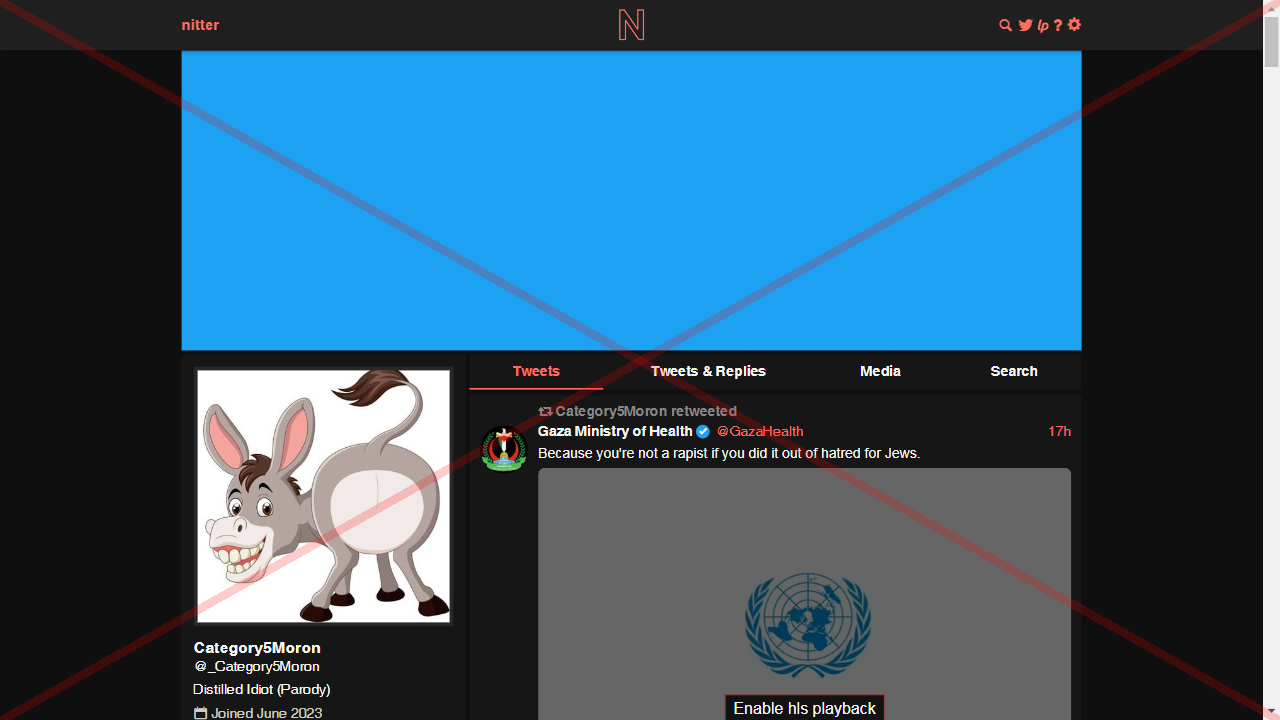 nitter
N
lp ?
Tweets
Tweets & Replies
Media
Search
Category5Moron retweeted
Gaza Ministry of Health @GazaHealth 17h
Because you're not a rapist if you did it out of hatred for Jews.
Enable hls playback
Category5Moron
@_Category5Moron
Distilled Idiot (Parody)
Joined June 2023